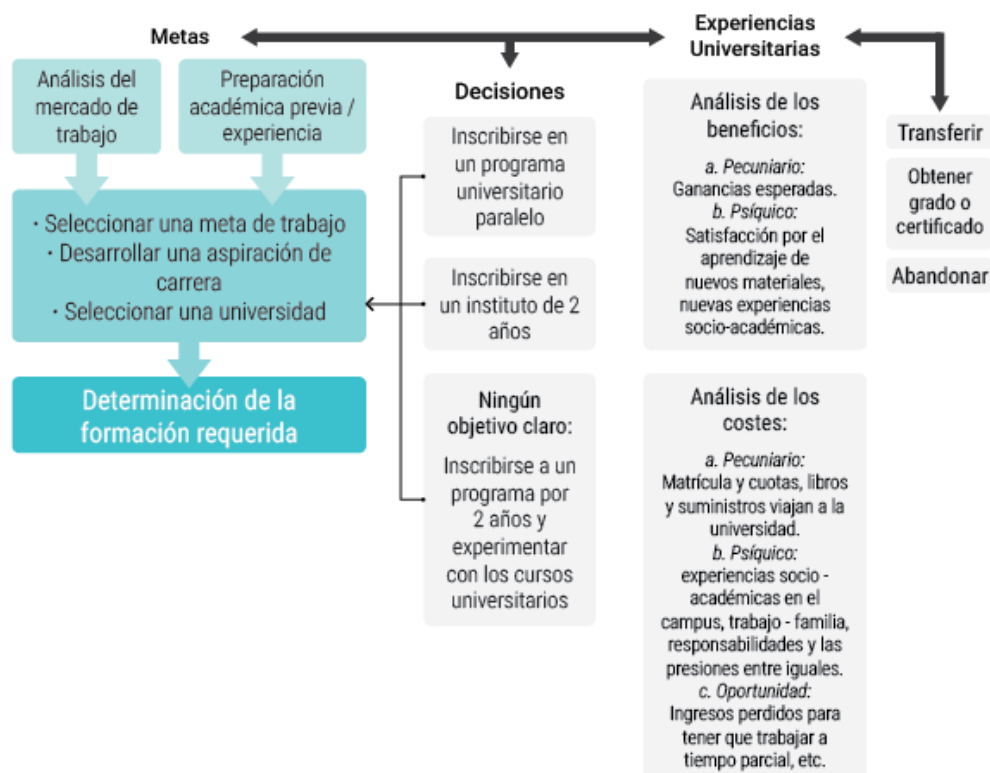 Metas
Análisis del
mercado de
trabajo
Preparación
académica previa /
experiencia
· Seleccionar una meta de trabajo
· Desarrollar una aspiración de
carrera
· Seleccionar una universidad
Determinación de la
formación requerida
Decisiones
Inscribirse en
un programa
universitario
paralelo
Inscribirse en
un instituto de 2
años
Ningún
objetivo claro:
Inscribirse a un
programa por
2 años y
experimentar
con los cursos
universitarios
Experiencias
Universitarias
Análisis de los
beneficios:
a. Pecuniario:
Ganancias esperadas.
b. Psíquico:
Satisfacción por el
aprendizaje de
nuevos materiales,
nuevas experiencias
socio-académicas.
Análisis de los
costes:
a. Pecuniario:
Matrícula y cuotas, libros
y suministros viajan a la
universidad.
b. Psíquico:
experiencias socio -
académicas en el
campus, trabajo - familia,
responsabilidades y las
presiones entre iguales.
c. Oportunidad:
Ingresos perdidos para
tener que trabajar a
tiempo parcial, etc.
Transferir
Obtener
grado o
certificado
Abandonar